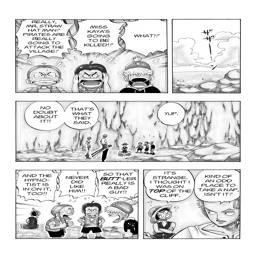 WHAT?
MISS
KAYA'S
GOING
TO BE
KILLED!?
REALLY,
MR. STRAW
HAT MAN?
PIRATES ARE
REALLY
GOING TO
ATTACK THE
VILLAGE?
YUP.
THAT'S
WHAT
THEY
SAID.
NO
DOUBT
ABOUT
IT!!
KIND OF
AN ODD
PLACE
TO TAKE
A NAP
ISN'T IT?
IT'S
STRANGE.
I THOUGHT I
WAS ON
TOP OF THE
CLIFF.
SO THAT
BUTT-LER
REALLY IS
A BAD
GUY!!
NEVER
DID
LIKE
HIM!!
AND THE
HYPNO-
TIST IS
IN ON IT,
TOO!!